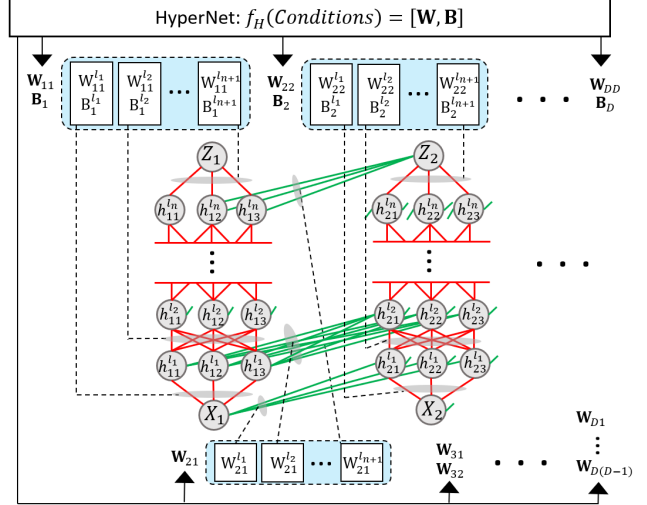 HyperNet: f_H(Conditions) = [W, B]
W_11
B_1
W_11^{l_1}
B_1^{l_1}
W_11^{l_2}
B_1^{l_2}
...
W_11^{l_{n+1}}
B_1^{l_{n+1}}
W_22
B_2
W_22^{l_1}
B_2^{l_1}
W_22^{l_2}
B_2^{l_2}
...
W_22^{l_{n+1}}
B_2^{l_{n+1}}
...
W_DD
B_D
Z_1
Z_2
h_11^{l_n} h_12^{l_n} h_13^{l_n}
h_21^{l_n} h_22^{l_n} h_23^{l_n}
...
h_11^{l_2} h_12^{l_2} h_13^{l_2}
h_21^{l_2} h_22^{l_2} h_23^{l_2}
h_11^{l_1} h_12^{l_1} h_13^{l_1}
h_21^{l_1} h_22^{l_1} h_23^{l_1}
X_1
X_2
W_21
W_21^{l_1} W_21^{l_2} ... W_21^{l_{n+1}}
W_31
W_32
...
W_D1
⋮
W_D(D−1)